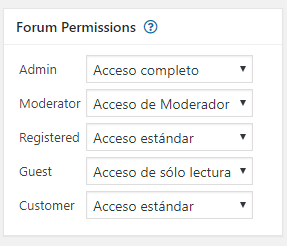 Forum Permissions ?
Admin Acceso completo
Moderator Acceso de Moderador
Registered Acceso estándar
Guest Acceso de sólo lectura
Customer Acceso estándar